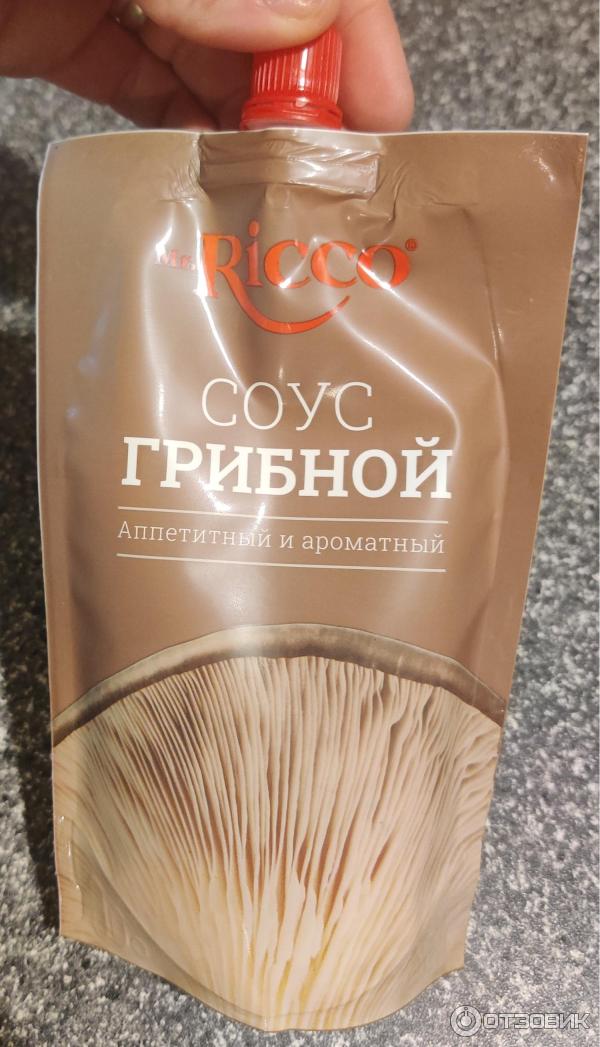 Mr. Ricco®
СОУС
ГРИБНОЙ
Аппетитный и ароматный
ОТЗОВИК